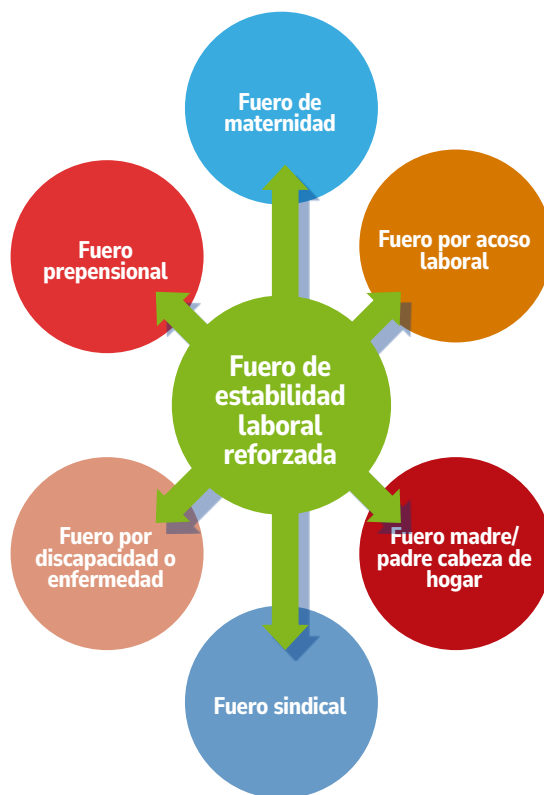 Fuero de
maternidad
Fuero por acoso
laboral
Fuero
prepensional
Fuero de
estabilidad
laboral
reforzada
Fuero por
discapacidad o
enfermedad
Fuero madre/
padre cabeza de
hogar
Fuero sindical